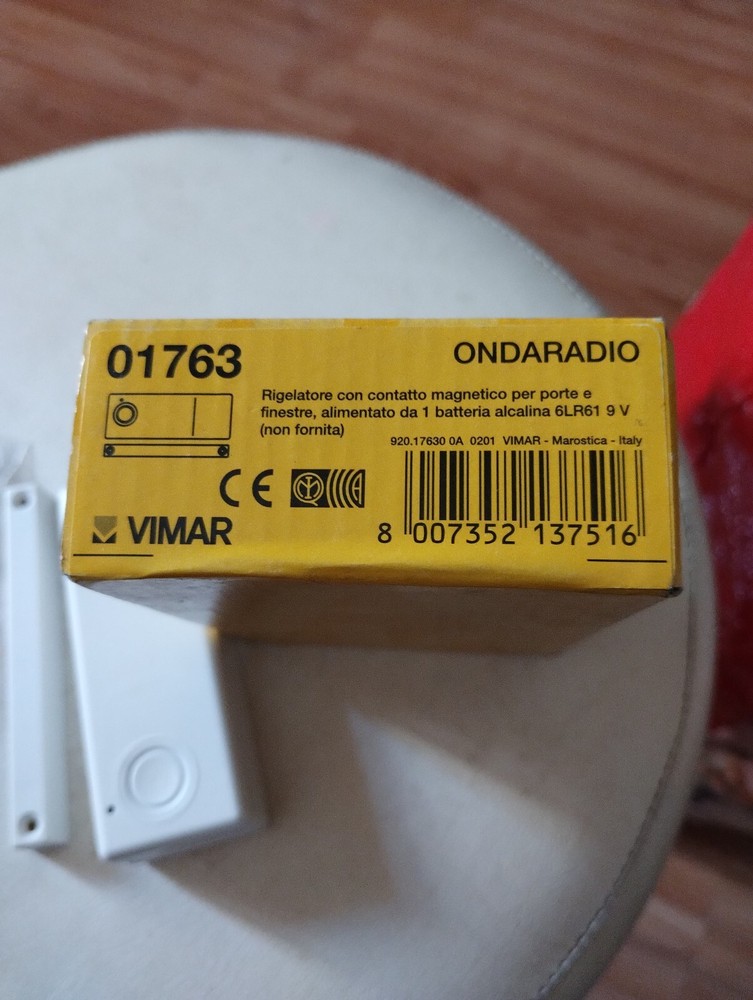 01763
ONDARADIO
Rigelatore con contatto magnetico per porte e
finestre, alimentato da 1 batteria alcalina 6LR61 9 V
(non fornita)
920.17630 0A 0201 VIMAR - Marostica - Italy
CE
VIMAR
8 007352 137516